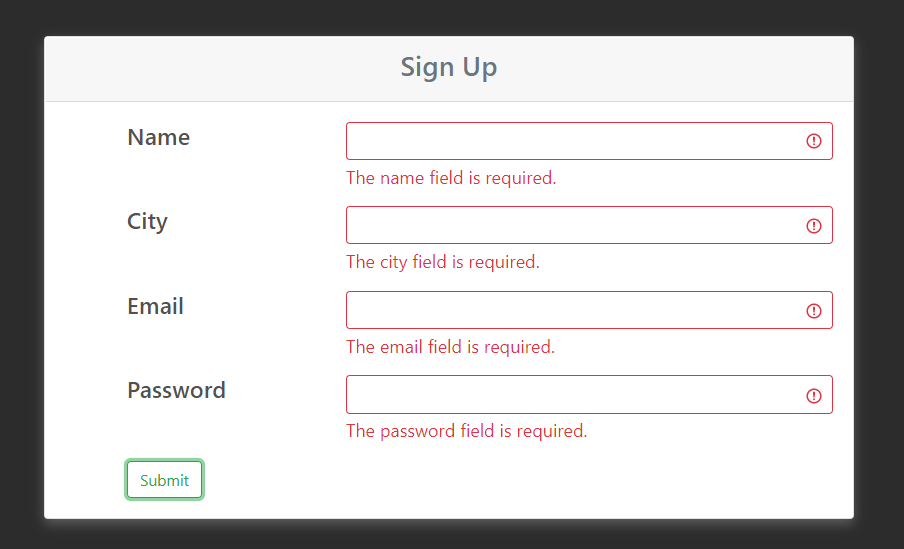 Sign Up
Name
The name field is required.
City
The city field is required.
Email
The email field is required.
Password
The password field is required.
Submit